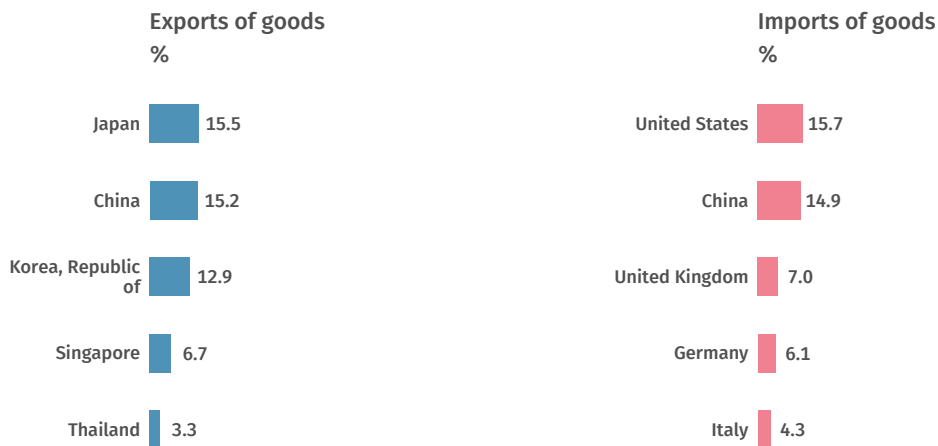 Exports of goods
%
Japan 15.5
China 15.2
Korea, Republic
of 12.9
Singapore 6.7
Thailand 3.3
Imports of goods
%
United States 15.7
China 14.9
United Kingdom 7.0
Germany 6.1
Italy 4.3